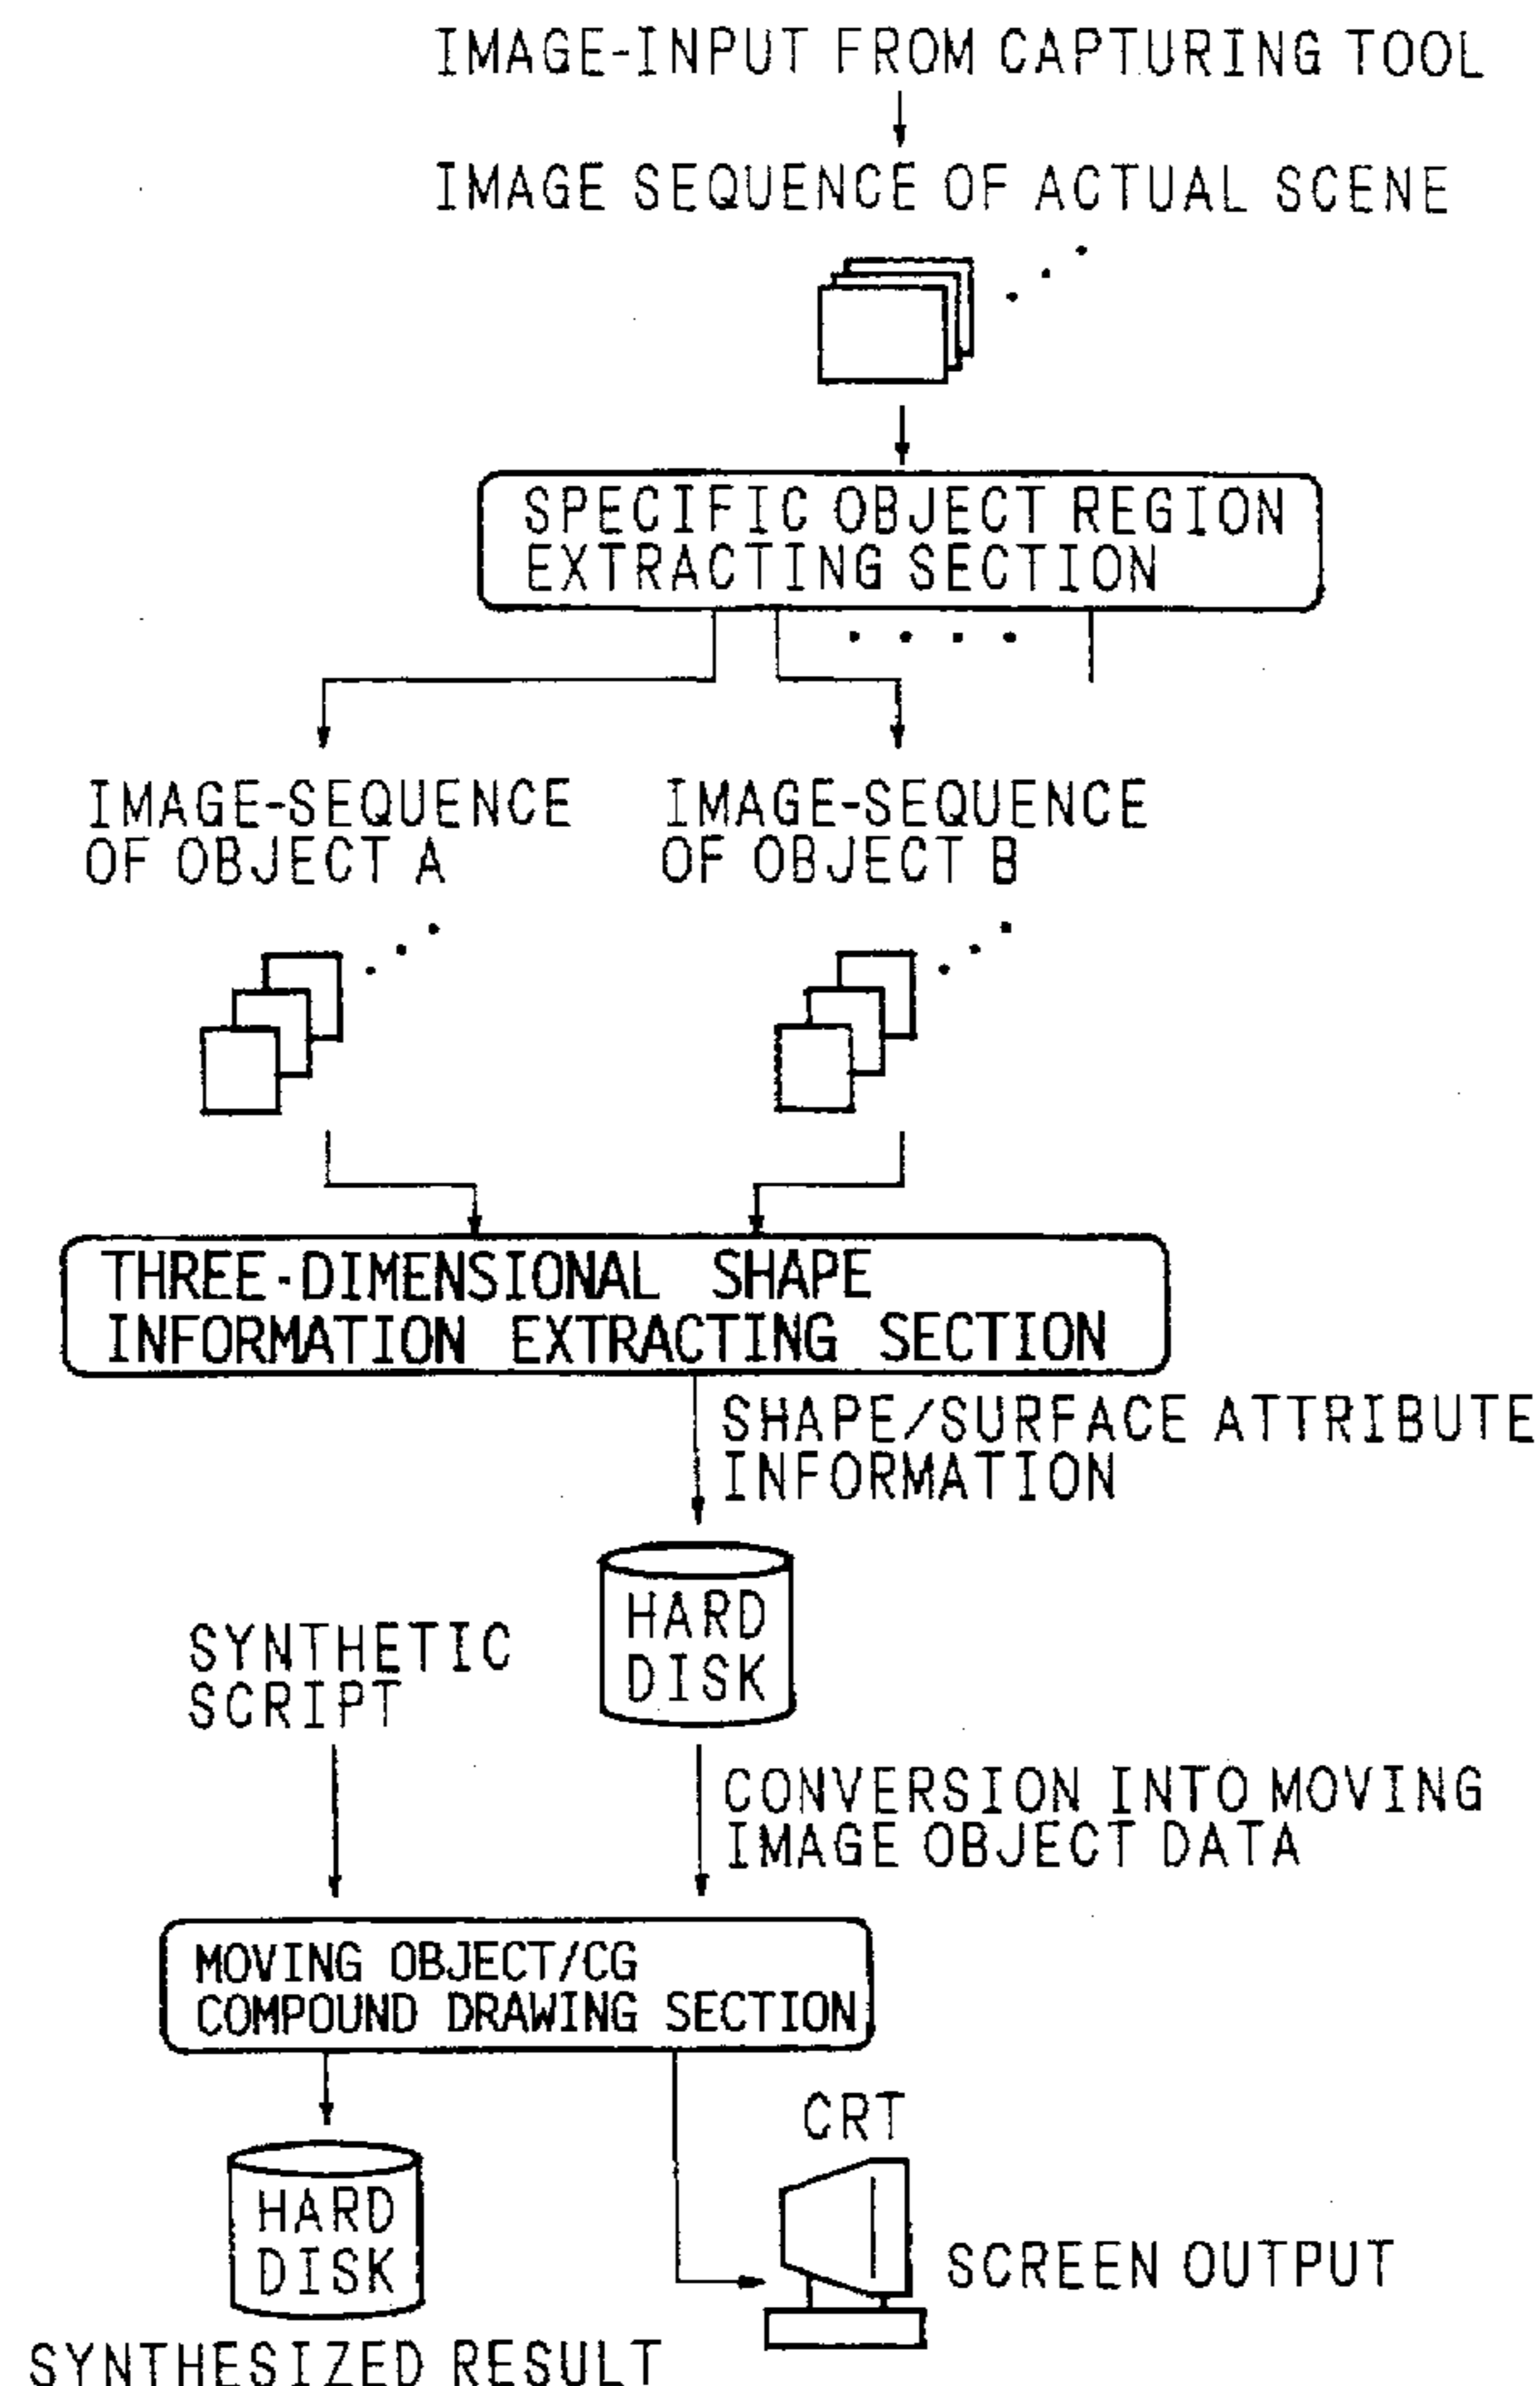 IMAGE-INPUT FROM CAPTURING TOOL
IMAGE SEQUENCE OF ACTUAL SCENE
SPECIFIC OBJECT REGION
EXTRACTING SECTION
IMAGE-SEQUENCE
OF OBJECT A
IMAGE-SEQUENCE
OF OBJECT B
THREE-DIMENSIONAL SHAPE
INFORMATION EXTRACTING SECTION
SHAPE/SURFACE ATTRIBUTE
INFORMATION
HARD
DISK
SYNTHETIC
SCRIPT
CONVERSION INTO MOVING
IMAGE OBJECT DATA
MOVING OBJECT/CG
COMPOUND DRAWING SECTION
CRT
HARD
DISK
SCREEN OUTPUT
SYNTHESIZED RESULT